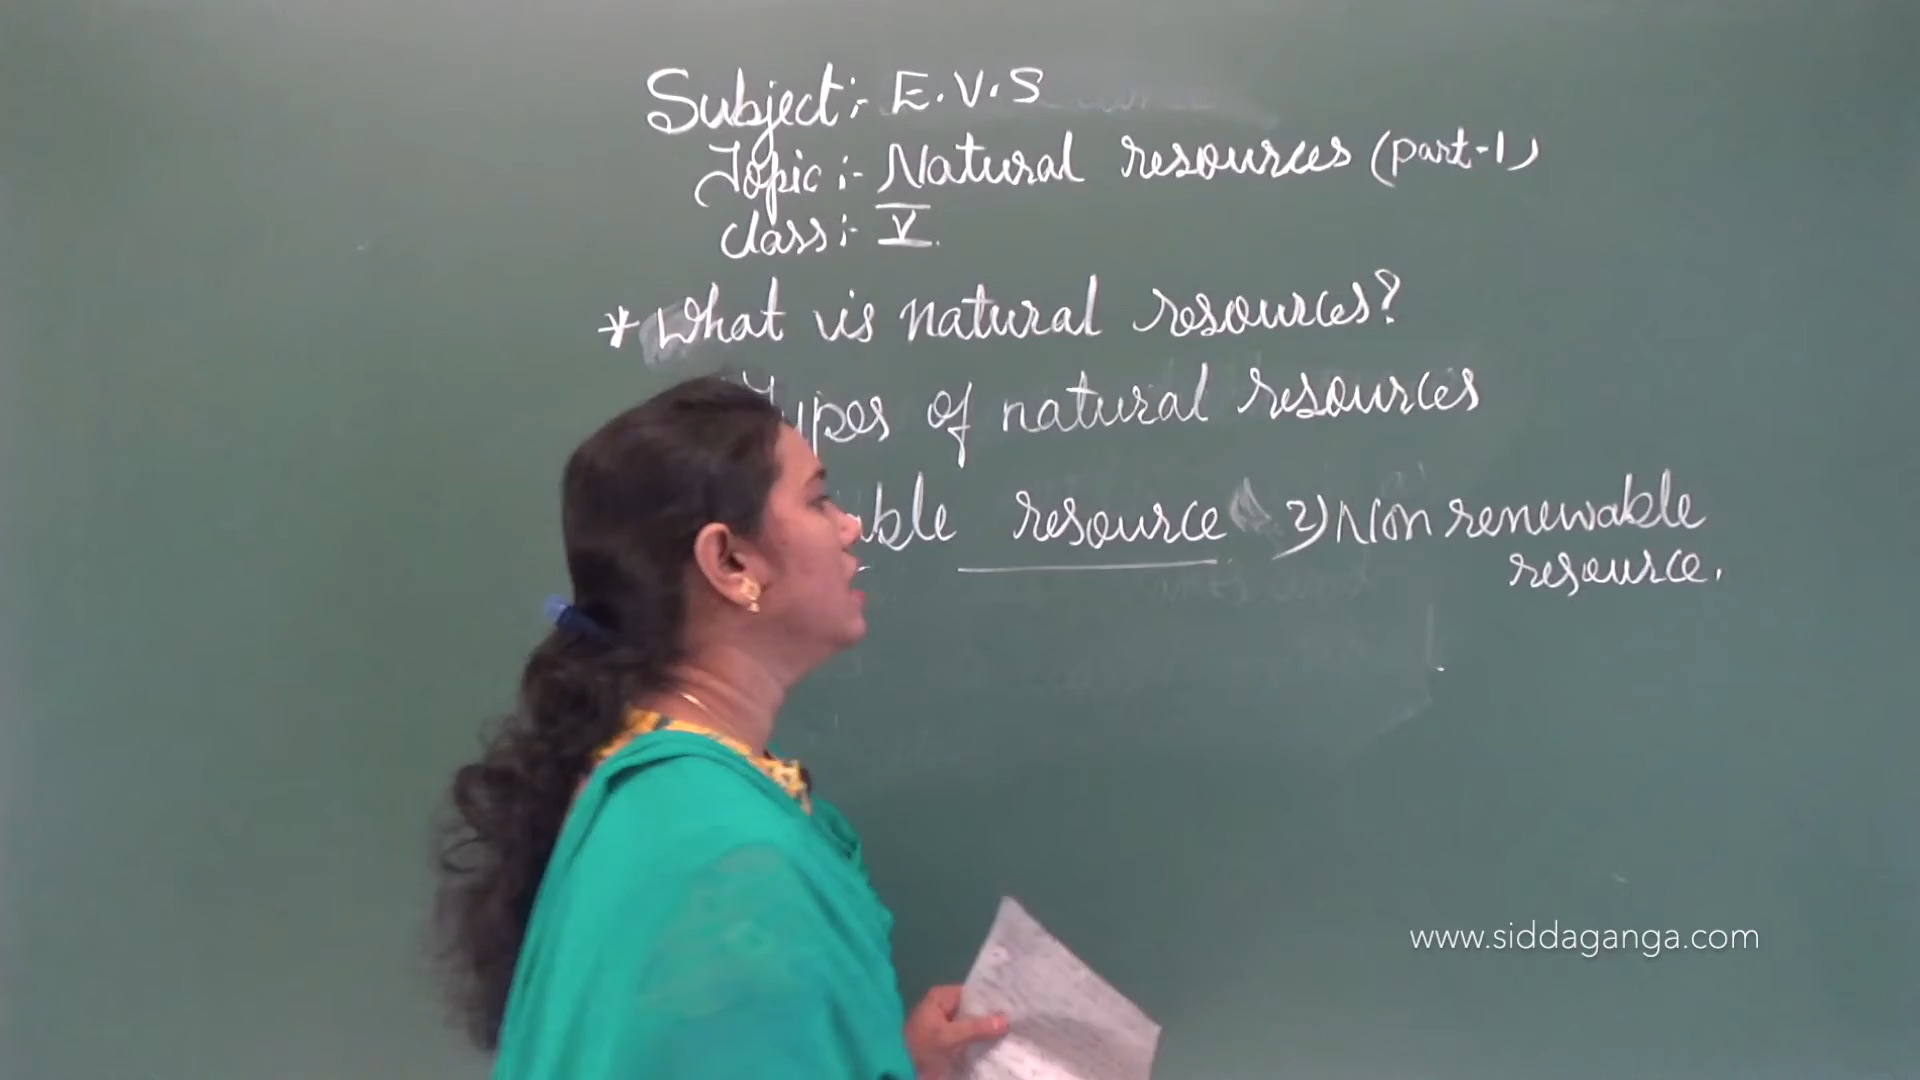 Subject:- E.V.S
Topic:- Natural resources (part-1)
class:- V.
* What is natural resources?
Types of natural resources
resource 2) Non renewable
resource.
www.siddaganga.com